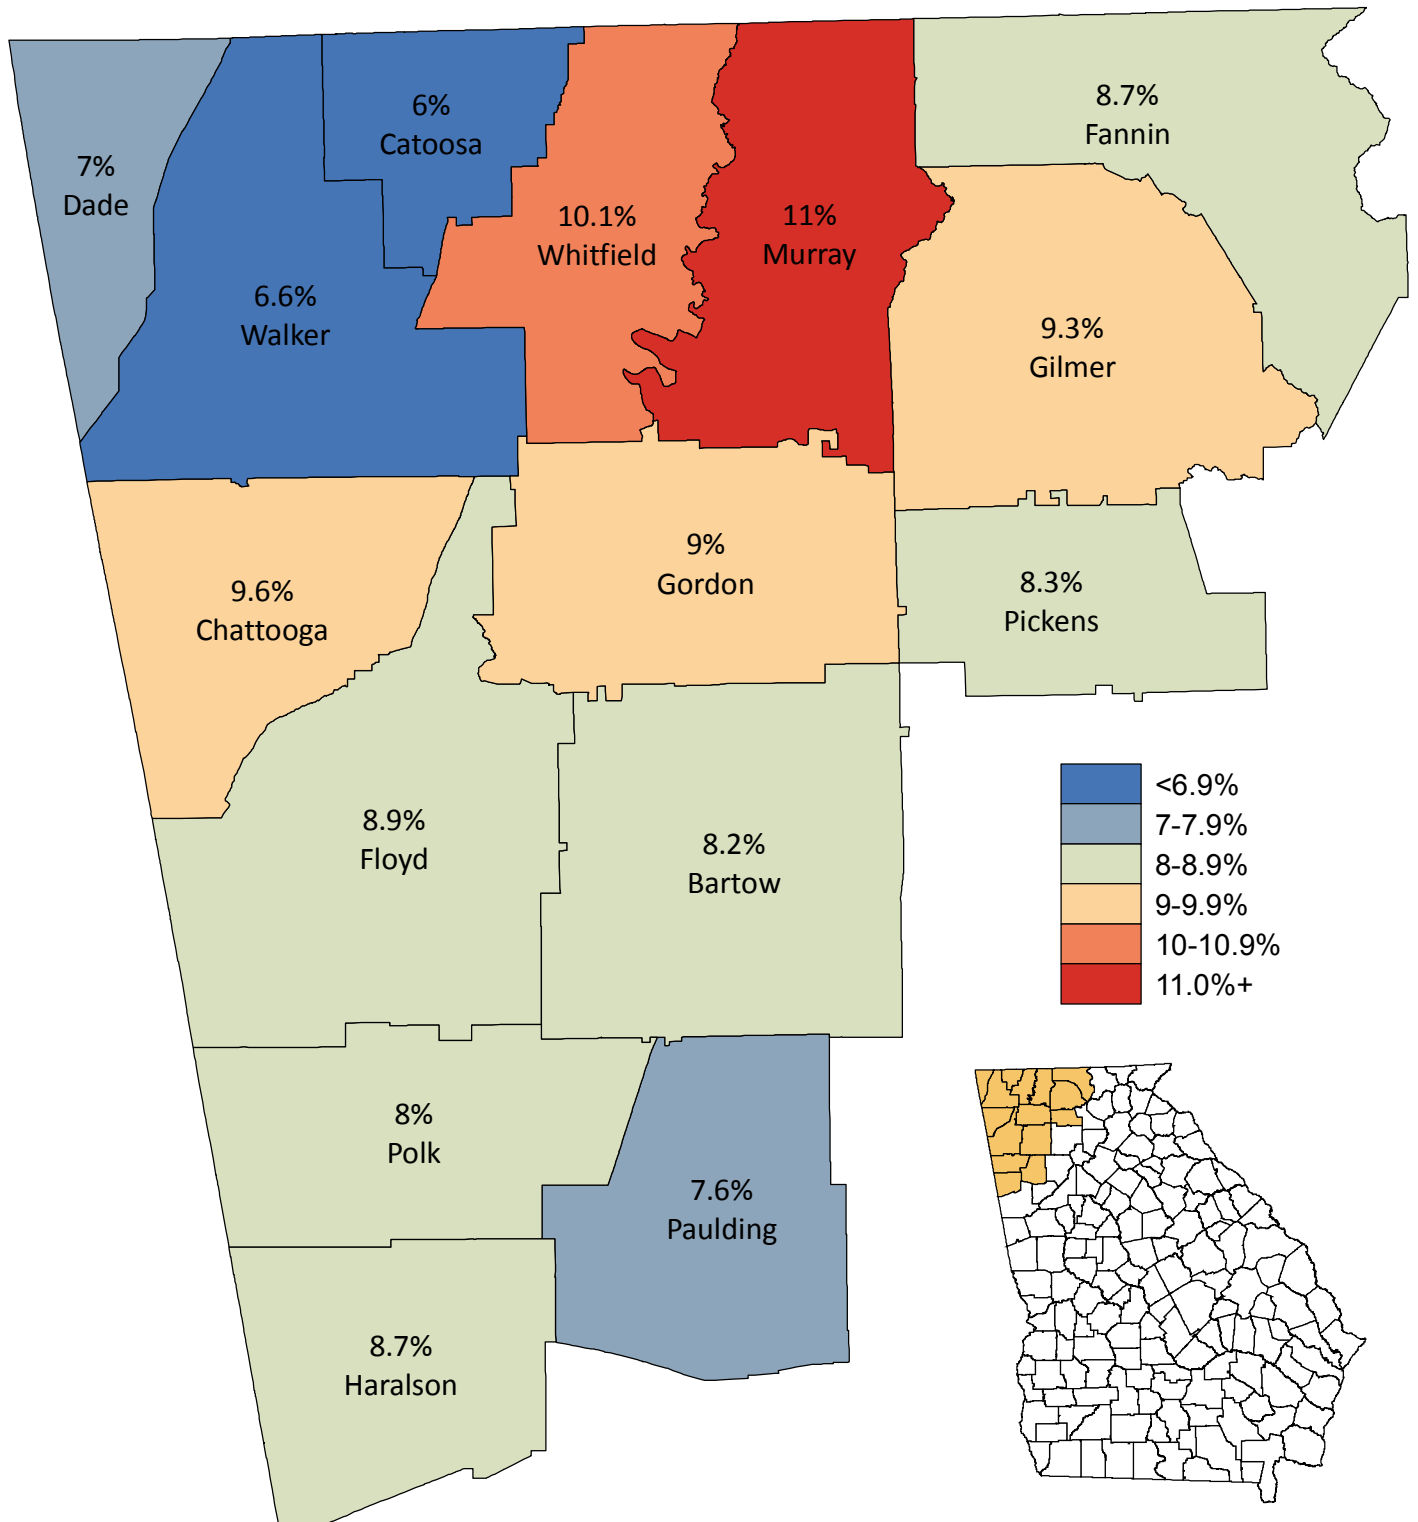 8.7%
Fannin
6%
Catoosa
7%
Dade
10.1%
Whitfield
11%
Murray
6.6%
Walker
9.3%
Gilmer
9%
Gordon
9.6%
Chattooga
8.3%
Pickens
8.9%
Floyd
8.2%
Bartow
<6.9%
7-7.9%
8-8.9%
9-9.9%
10-10.9%
11.0%+
8%
Polk
7.6%
Paulding
8.7%
Haralson